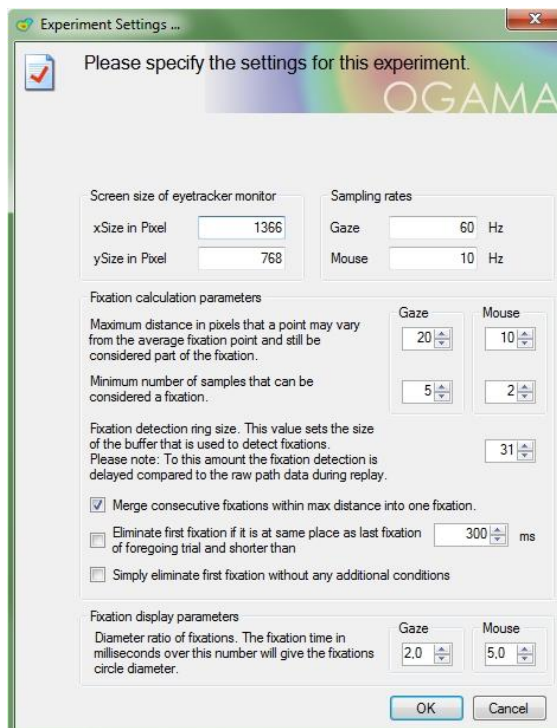 Experiment Settings ...
Please specify the settings for this experiment.
OGAMA
Screen size of eyetracker monitor
xSize in Pixel 1366
ySize in Pixel 768
Sampling rates
Gaze 60 Hz
Mouse 10 Hz
Fixation calculation parameters
Gaze Mouse
Maximum distance in pixels that a point may vary
from the average fixation point and still be
considered part of the fixation.
20 10
Minimum number of samples that can be
considered a fixation.
5 2
Fixation detection ring size. This value sets the size
of the buffer that is used to detect fixations.
Please note: To this amount the fixation detection is
delayed compared to the raw path data during replay.
31
Merge consecutive fixations within max distance into one fixation.
Eliminate first fixation if it is at same place as last fixation
of foregoing trial and shorter than
300 ms
Simply eliminate first fixation without any additional conditions
Fixation display parameters
Diameter ratio of fixations. The fixation time in
milliseconds over this number will give the fixations
circle diameter.
Gaze Mouse
2,0 5,0
OK Cancel